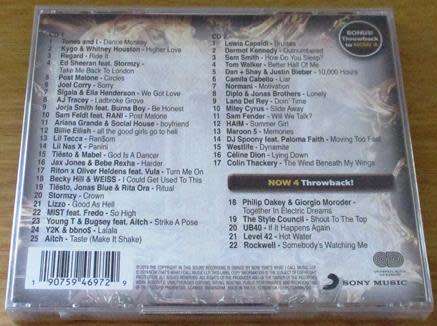 CD
1 Tones and I - Dance Monkey
2 Kygo & Whitney Houston - Higher Love
3 Regard - Ride It
4 Ed Sheeran feat. Stormzy -
Take Me Back To London
5 Post Malone - Circles
6 Joel Corry - Sorry
7 Sigala & Ella Henderson - We Got Love
8 AJ Tracey - Ladbroke Grove
9 Jorja Smith feat. Burna Boy - Be Honest
10 Sam Feldt feat. RANI - Post Malone
11 Ariana Grande & Social House - boyfriend
12 Billie Eilish - all the good girls go to hell
13 Lil Tecca - Ran$om
14 Lil Nas X - Panini
15 Tiësto & Mabel - God Is A Dancer
16 Jax Jones & Bebe Rexha - Harder
17 Riton x Oliver Heldens feat. Vula - Turn Me On
18 Becky Hill & WEISS - I Could Get Used To This
19 Tiësto, Jonas Blue & Rita Ora - Ritual
20 Stormzy - Crown
21 Lizzo - Good As Hell
22 MIST feat. Fredo - So High
23 Young T & Bugsey feat. Aitch - Strike A Pose
24 Y2K & bbno$ - Lalala
25 Aitch - Taste (Make It Shake)
CD
1 Lewis Capaldi - Bruises
2 Dermot Kennedy - Outnumbered
3 Sam Smith - How Do You Sleep?
4 Tom Walker - Better Half Of Me
5 Dan + Shay & Justin Bieber - 10,000 Hours
6 Camila Cabello - Liar
7 Normani - Motivation
8 Diplo & Jonas Brothers - Lonely
9 Lana Del Rey - Doin' Time
10 Miley Cyrus - Slide Away
11 Sam Fender - Will We Talk?
12 HAIM - Summer Girl
13 Maroon 5 - Memories
14 DJ Spoony feat. Paloma Faith - Moving Too Fast
15 Westlife - Dynamite
16 Céline Dion - Lying Down
17 Colin Thackery - The Wind Beneath My Wings
BONUS!
Throwback
to NOW 4
NOW 4 Throwback!
18 Philip Oakey & Giorgio Moroder -
Together In Electric Dreams
19 The Style Council - Shout To The Top
20 UB40 - If It Happens Again
21 Level 42 - Hot Water
22 Rockwell - Somebody's Watching Me
1 90759 46972 9
SONY MUSIC